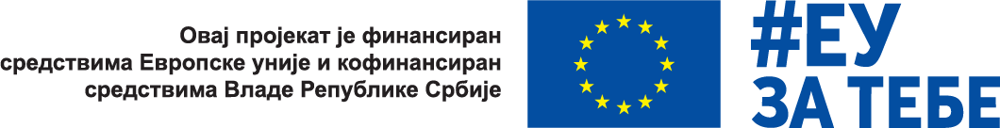 Овај пројекат је финансиран
средствима Европске уније и кофинансиран
средствима Владе Републике Србије
#ЕУ
ЗА ТЕБЕ